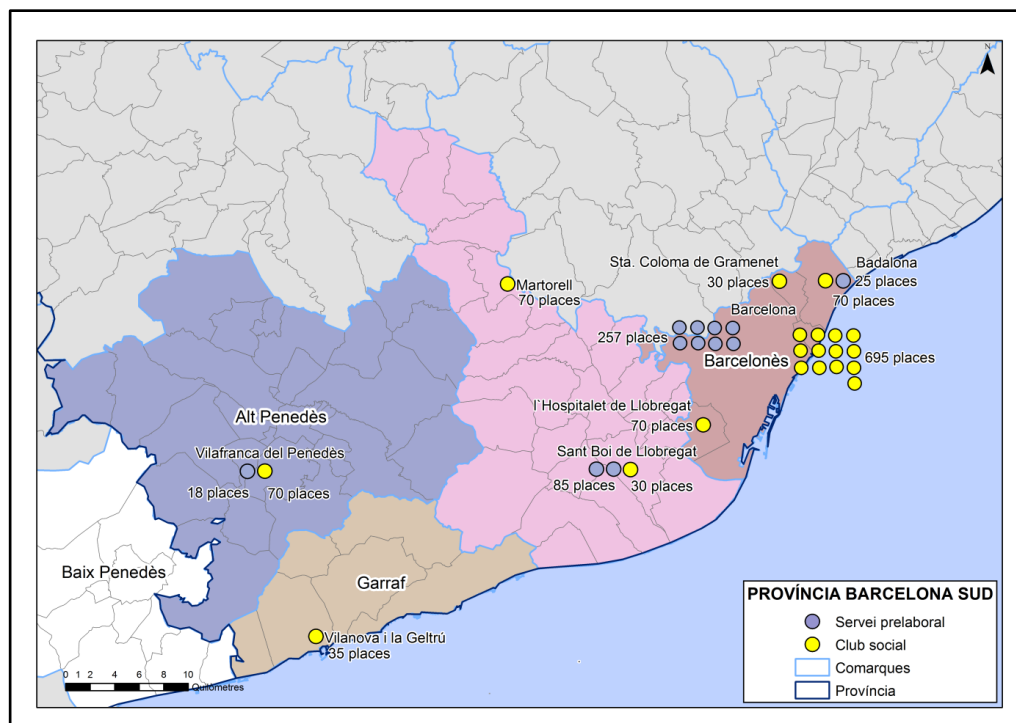 N
Sta. Coloma de Gramenet
30 places
Badalona
25 places
70 places
Martorell
70 places
Barcelona
257 places
695 places
Barcelonès
l`Hospitalet de Llobregat
70 places
Alt Penedès
Vilafranca del Penedès
18 places
70 places
Sant Boi de Llobregat
85 places
30 places
Baix Penedès
Garraf
Vilanova i la Geltrú
35 places
PROVÍNCIA BARCELONA SUD
Servei prelaboral
Club social
Comarques
Província
0 1 2 4 6 8 10
Quilòmetres